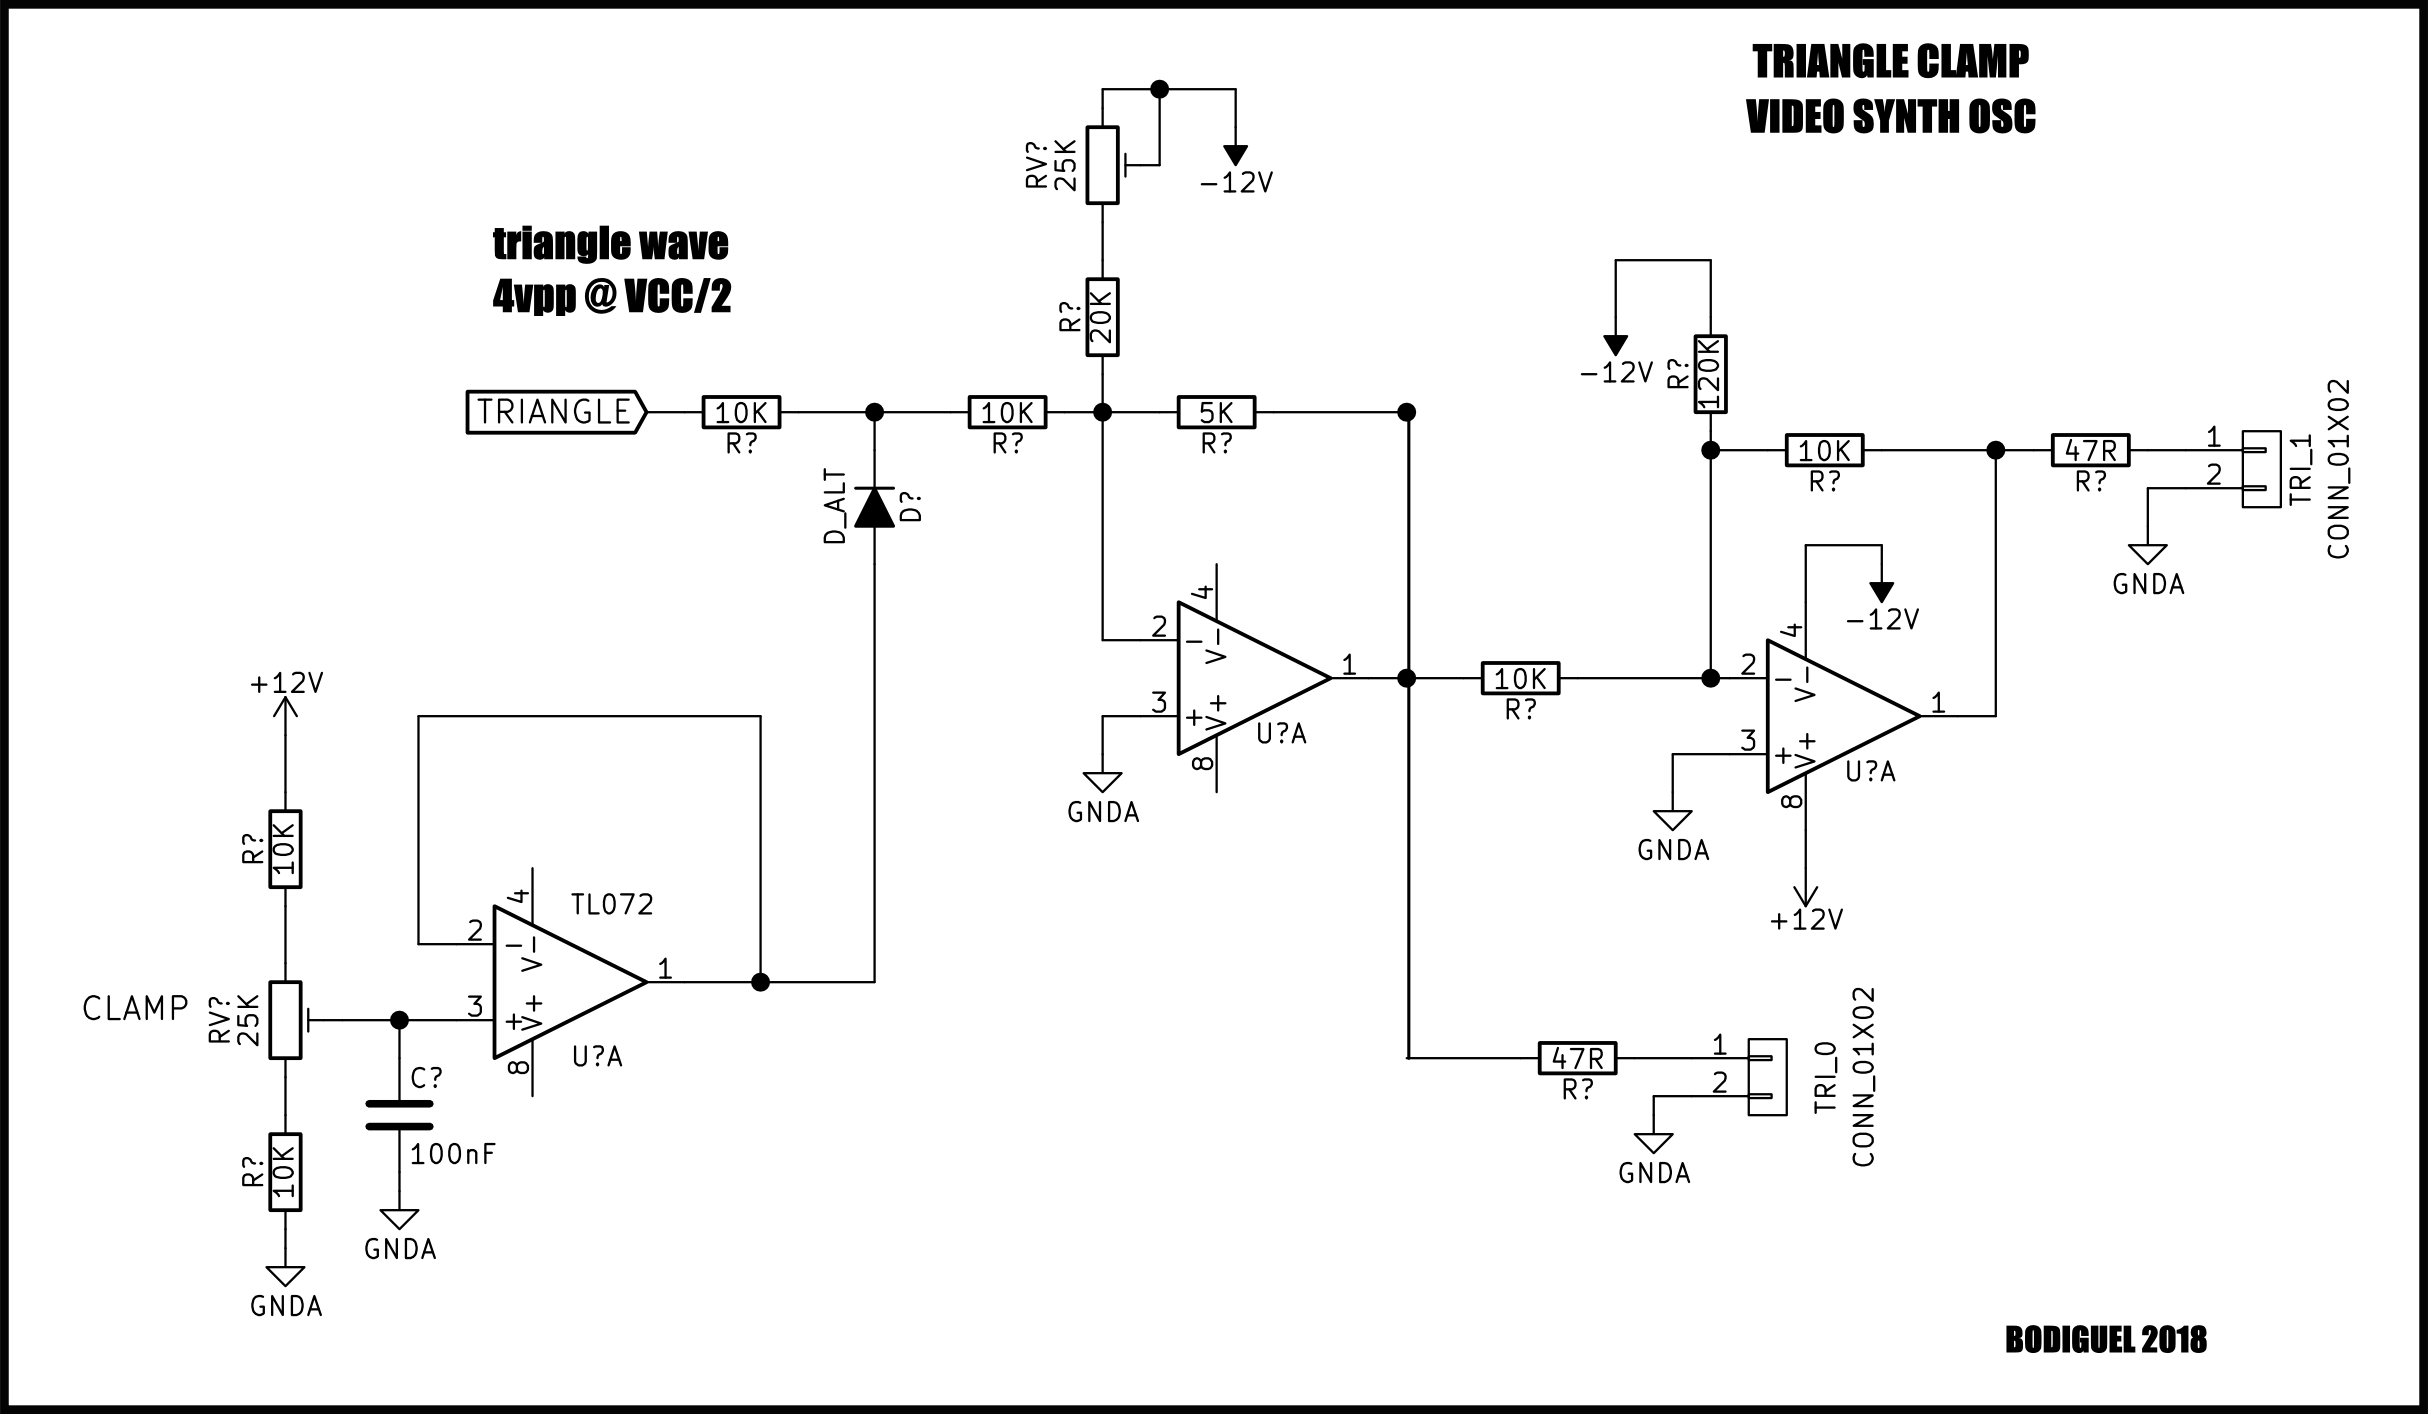 TRIANGLE CLAMP
VIDEO SYNTH OSC
triangle wave
4vpp @ VCC/2
RV?
25K
-12V
R?
20K
TRIANGLE
10K
R?
10K
R?
5K
R?
D_ALT
D?
-12V
R?
120K
10K
R?
47R
R?
1
2
TRI_1
CONN_01X02
GNDA
4
2
- V-
3
+ V+
8
1
U?A
GNDA
10K
R?
-12V
4
2
- V-
3
+ V+
8
1
U?A
GNDA
+12V
+12V
R?
10K
CLAMP
RV?
25K
R?
10K
GNDA
C?
100nF
GNDA
4
TL072
2
- V-
3
+ V+
8
1
U?A
47R
R?
1
2
TRI_0
CONN_01X02
GNDA
BODIGUEL 2018